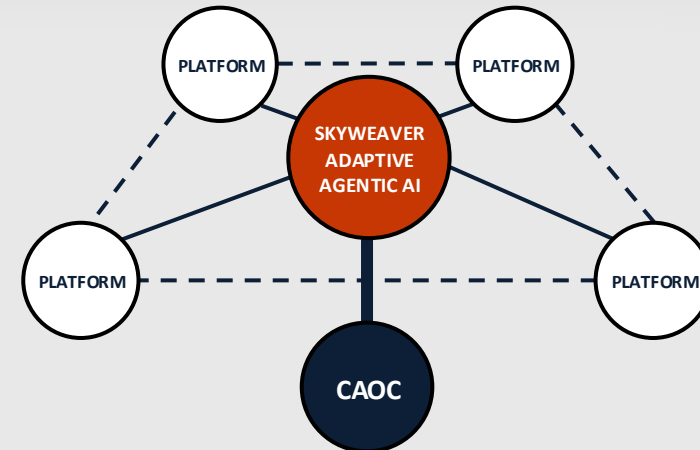 PLATFORM
PLATFORM
SKYWEAVER
ADAPTIVE
AGENTIC AI
PLATFORM
PLATFORM
CAOC